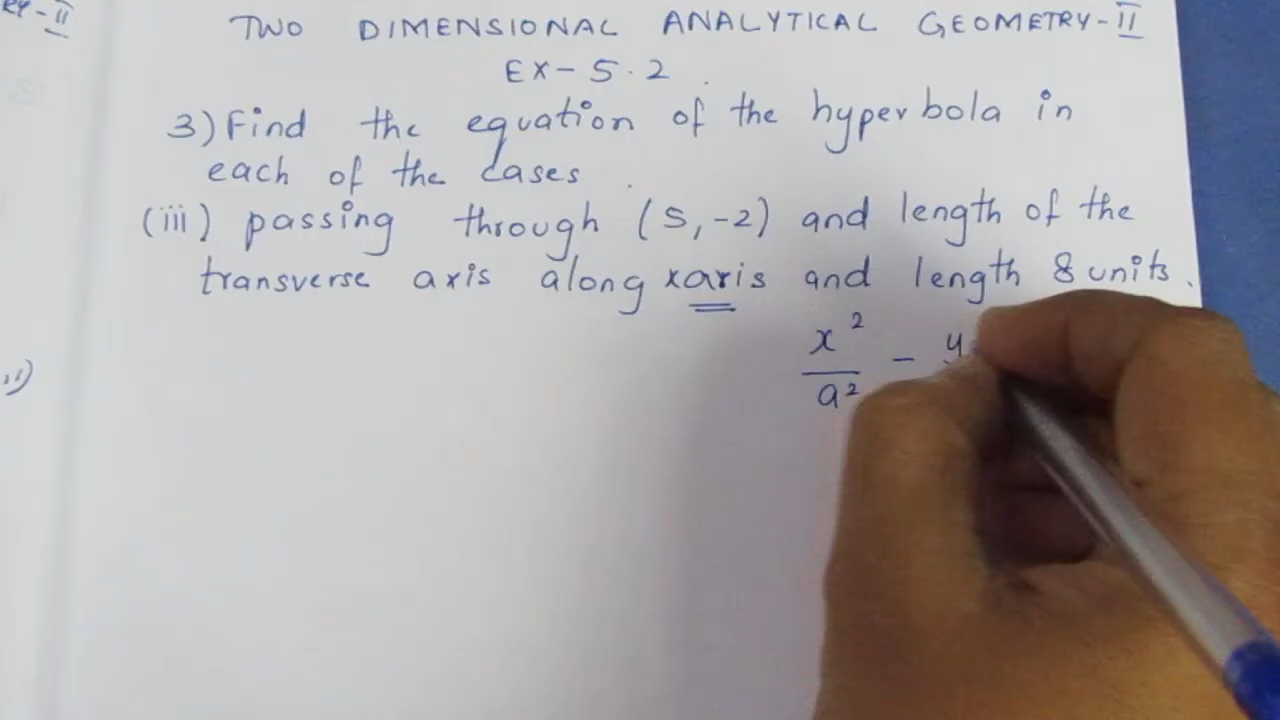 TWO DIMENSIONAL ANALYTICAL GEOMETRY-II
EX-5.2
3) Find the equation of the hyperbola in
each of the cases
(iii) passing through (5,-2) and length of the
transverse axis along xaxis and length 8 units.
x² / a² - y